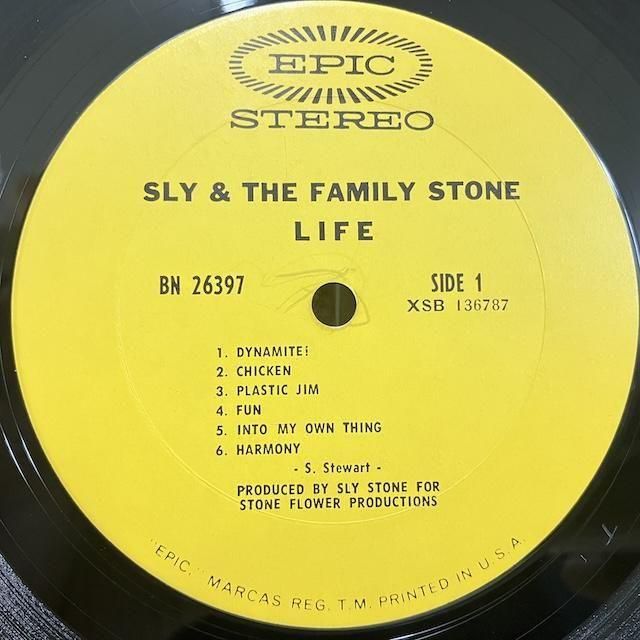 EPIC
STEREO
SLY & THE FAMILY STONE
LIFE
BN 26397
SIDE 1
XSB 136787
1. DYNAMITE!
2. CHICKEN
3. PLASTIC JIM
4. FUN
5. INTO MY OWN THING
6. HARMONY
- S. Stewart -
PRODUCED BY SLY STONE FOR
STONE FLOWER PRODUCTIONS
"EPIC," MARCAS REG. T.M. PRINTED IN U.S.A.